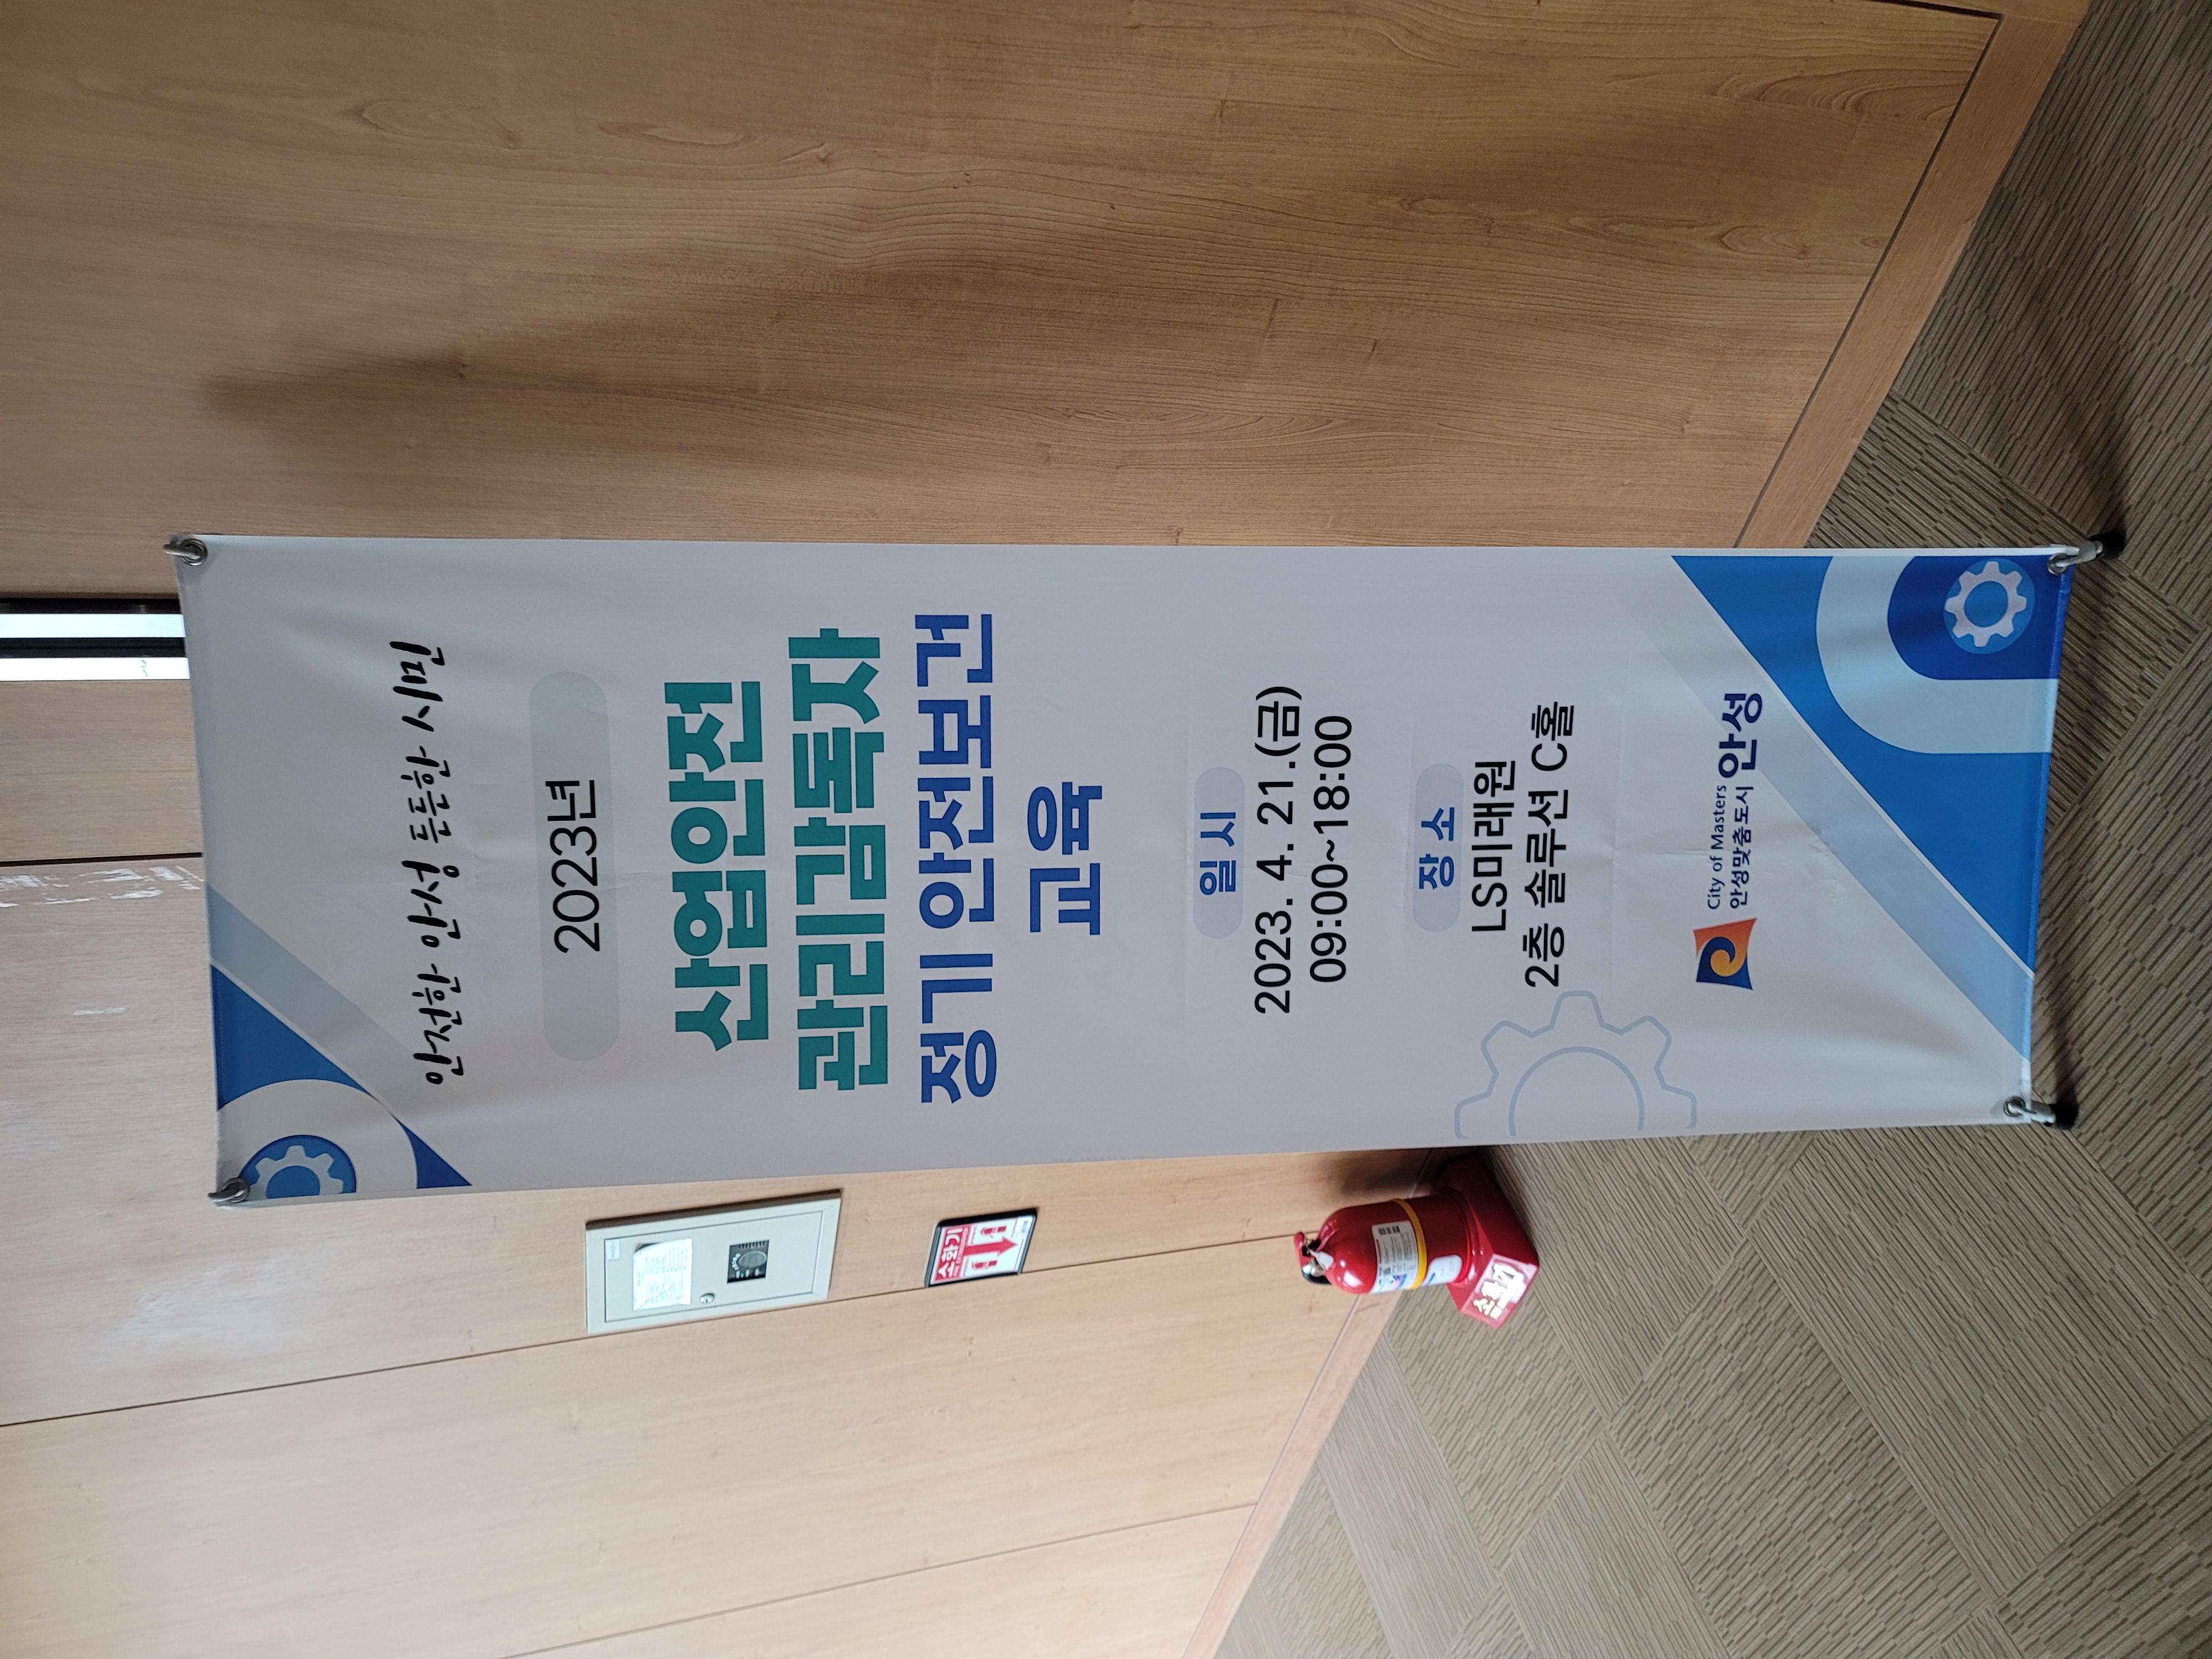 안전한 안성 든든한 시민
2023년
산업안전
관리감독자
정기 안전보건
교육
일시
2023. 4. 21.(금)
09:00~18:00
장소
LS미래원
2층 솔루션 C홀
City of Masters
안성맞춤도시 안성
소화기
소화기